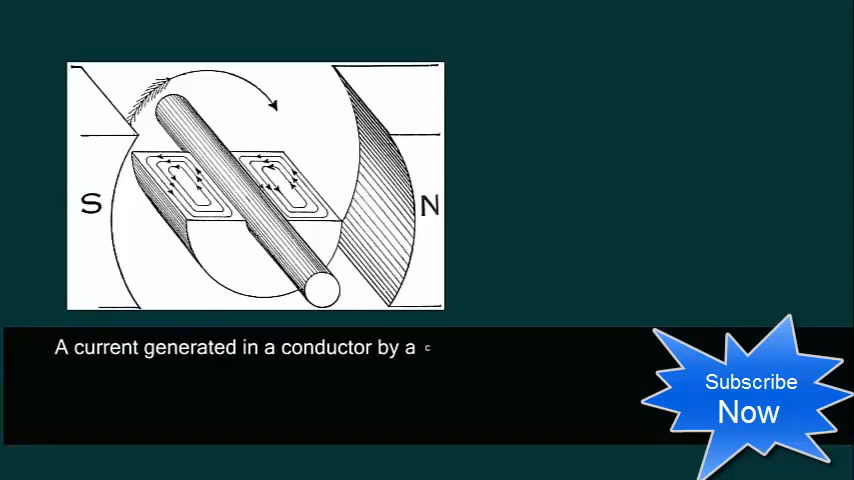 S
N
A current generated in a conductor by a c
Subscribe
Now